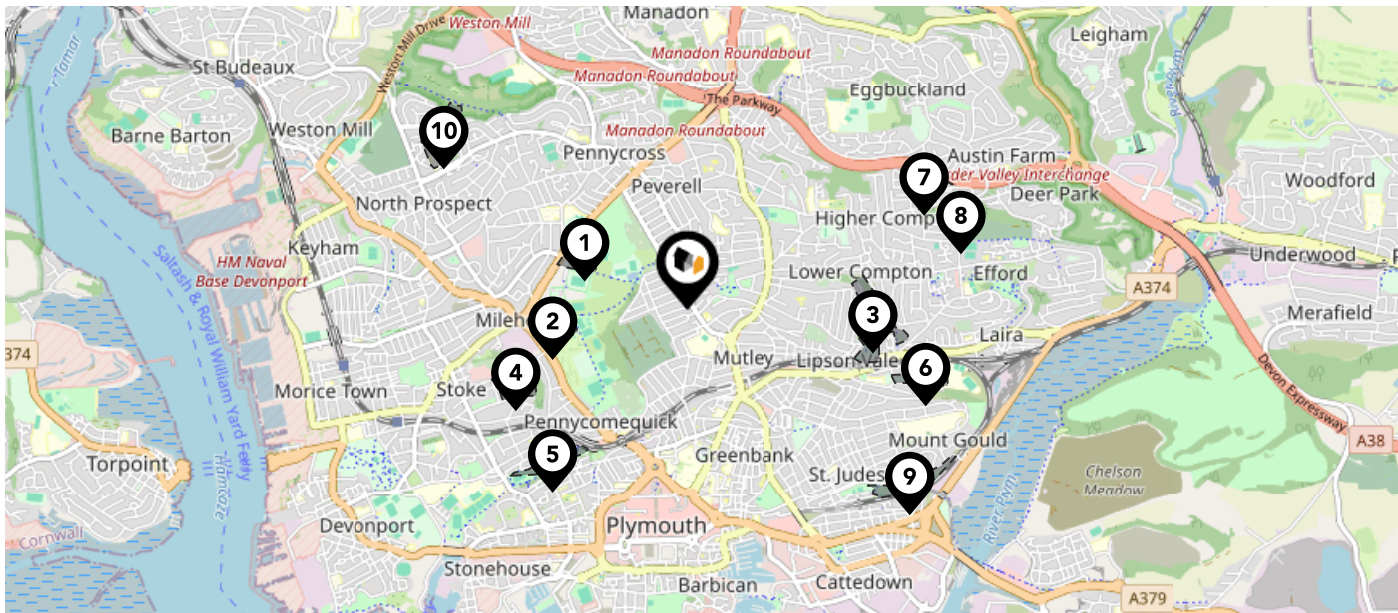 Manadon
Weston Mill
Leigham
St Budeaux
Weston Mill Drive
Manadon Roundabout
Manadon Roundabout
The Parkway
Eggbuckland
R. Tamar
Barne Barton
Weston Mill
10
Manadon Roundabout
Pennycross
Austin Farm
der Valley Interchange
7
Peverell
Deer Park
Woodford
North Prospect
Higher Comp
8
Keyham
1
HM Naval
Base Devonport
Lower Compton
Efford
Underwood
A374
Saltash & Royal William Yard Ferry
2
Mileh
3
Laira
Merafield
374
Mutley
Lipson Vale
6
4
Stoke
Morice Town
Devon Expressway
Pennycomequick
Mount Gould
A38
5
Greenbank
Torpoint
Hamoaze
St. Judes
9
Chelson
Meadow
River Plym
Devonport
Plymouth
Cornwall
Stonehouse
Barbican
Cattedown
A379